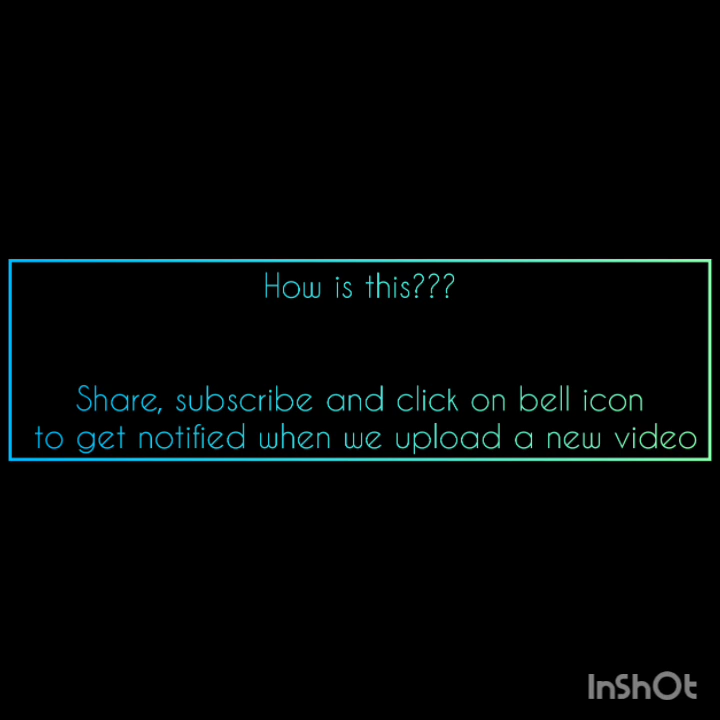 How is this???
Share, subscribe and click on bell icon
to get notified when we upload a new video
InShOt